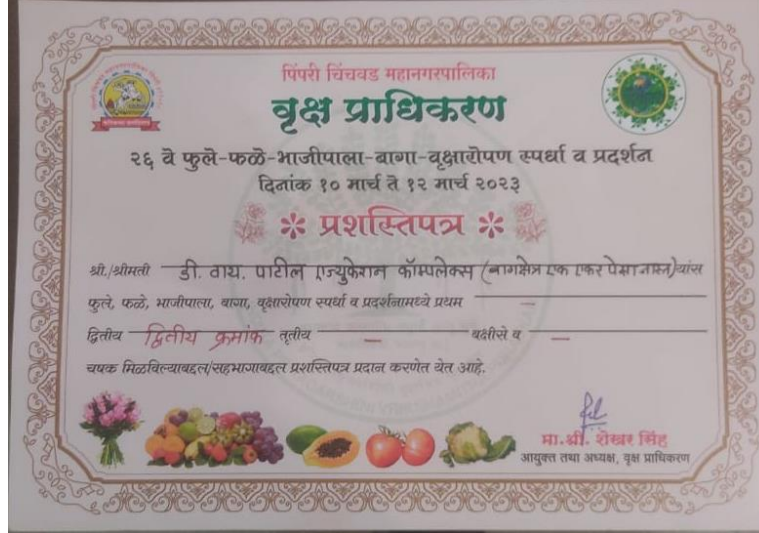 पिंपरी चिंचवड महानगरपालिका
वृक्ष प्राधिकरण
२६ वे फुले-फळे-भाजीपाला-बागा-वृक्षारोपण स्पर्धा व प्रदर्शन
दिनांक १० मार्च ते १२ मार्च २०२३
प्रशस्तिपत्र
श्री./श्रीमती डी. वाय. पाटील एज्युकेशन कॉम्पलेक्स (बागक्षेत्र एक एकर पेक्षा जास्त) यांस
फुले, फळे, भाजीपाला, बागा, वृक्षारोपण स्पर्धा व प्रदर्शनामध्ये प्रथम —
द्वितीय द्वितीय क्रमांक तृतीय — बक्षीसे व —
चषक मिळविल्याबद्दल/सहभागाबद्दल प्रशस्तिपत्र प्रदान करणेत येत आहे.
मा.श्री. शेखर सिंह
आयुक्त तथा अध्यक्ष, वृक्ष प्राधिकरण